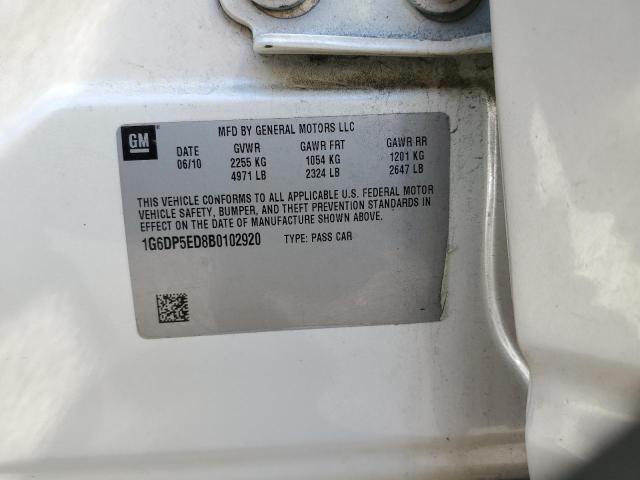 MFD BY GENERAL MOTORS LLC
GM ®
DATE GVWR GAWR FRT GAWR RR
06/10 2255 KG 1054 KG 1201 KG
4971 LB 2324 LB 2647 LB
THIS VEHICLE CONFORMS TO ALL APPLICABLE U.S. FEDERAL MOTOR
VEHICLE SAFETY, BUMPER, AND THEFT PREVENTION STANDARDS IN
EFFECT ON THE DATE OF MANUFACTURE SHOWN ABOVE.
1G6DP5ED8B0102920 TYPE: PASS CAR